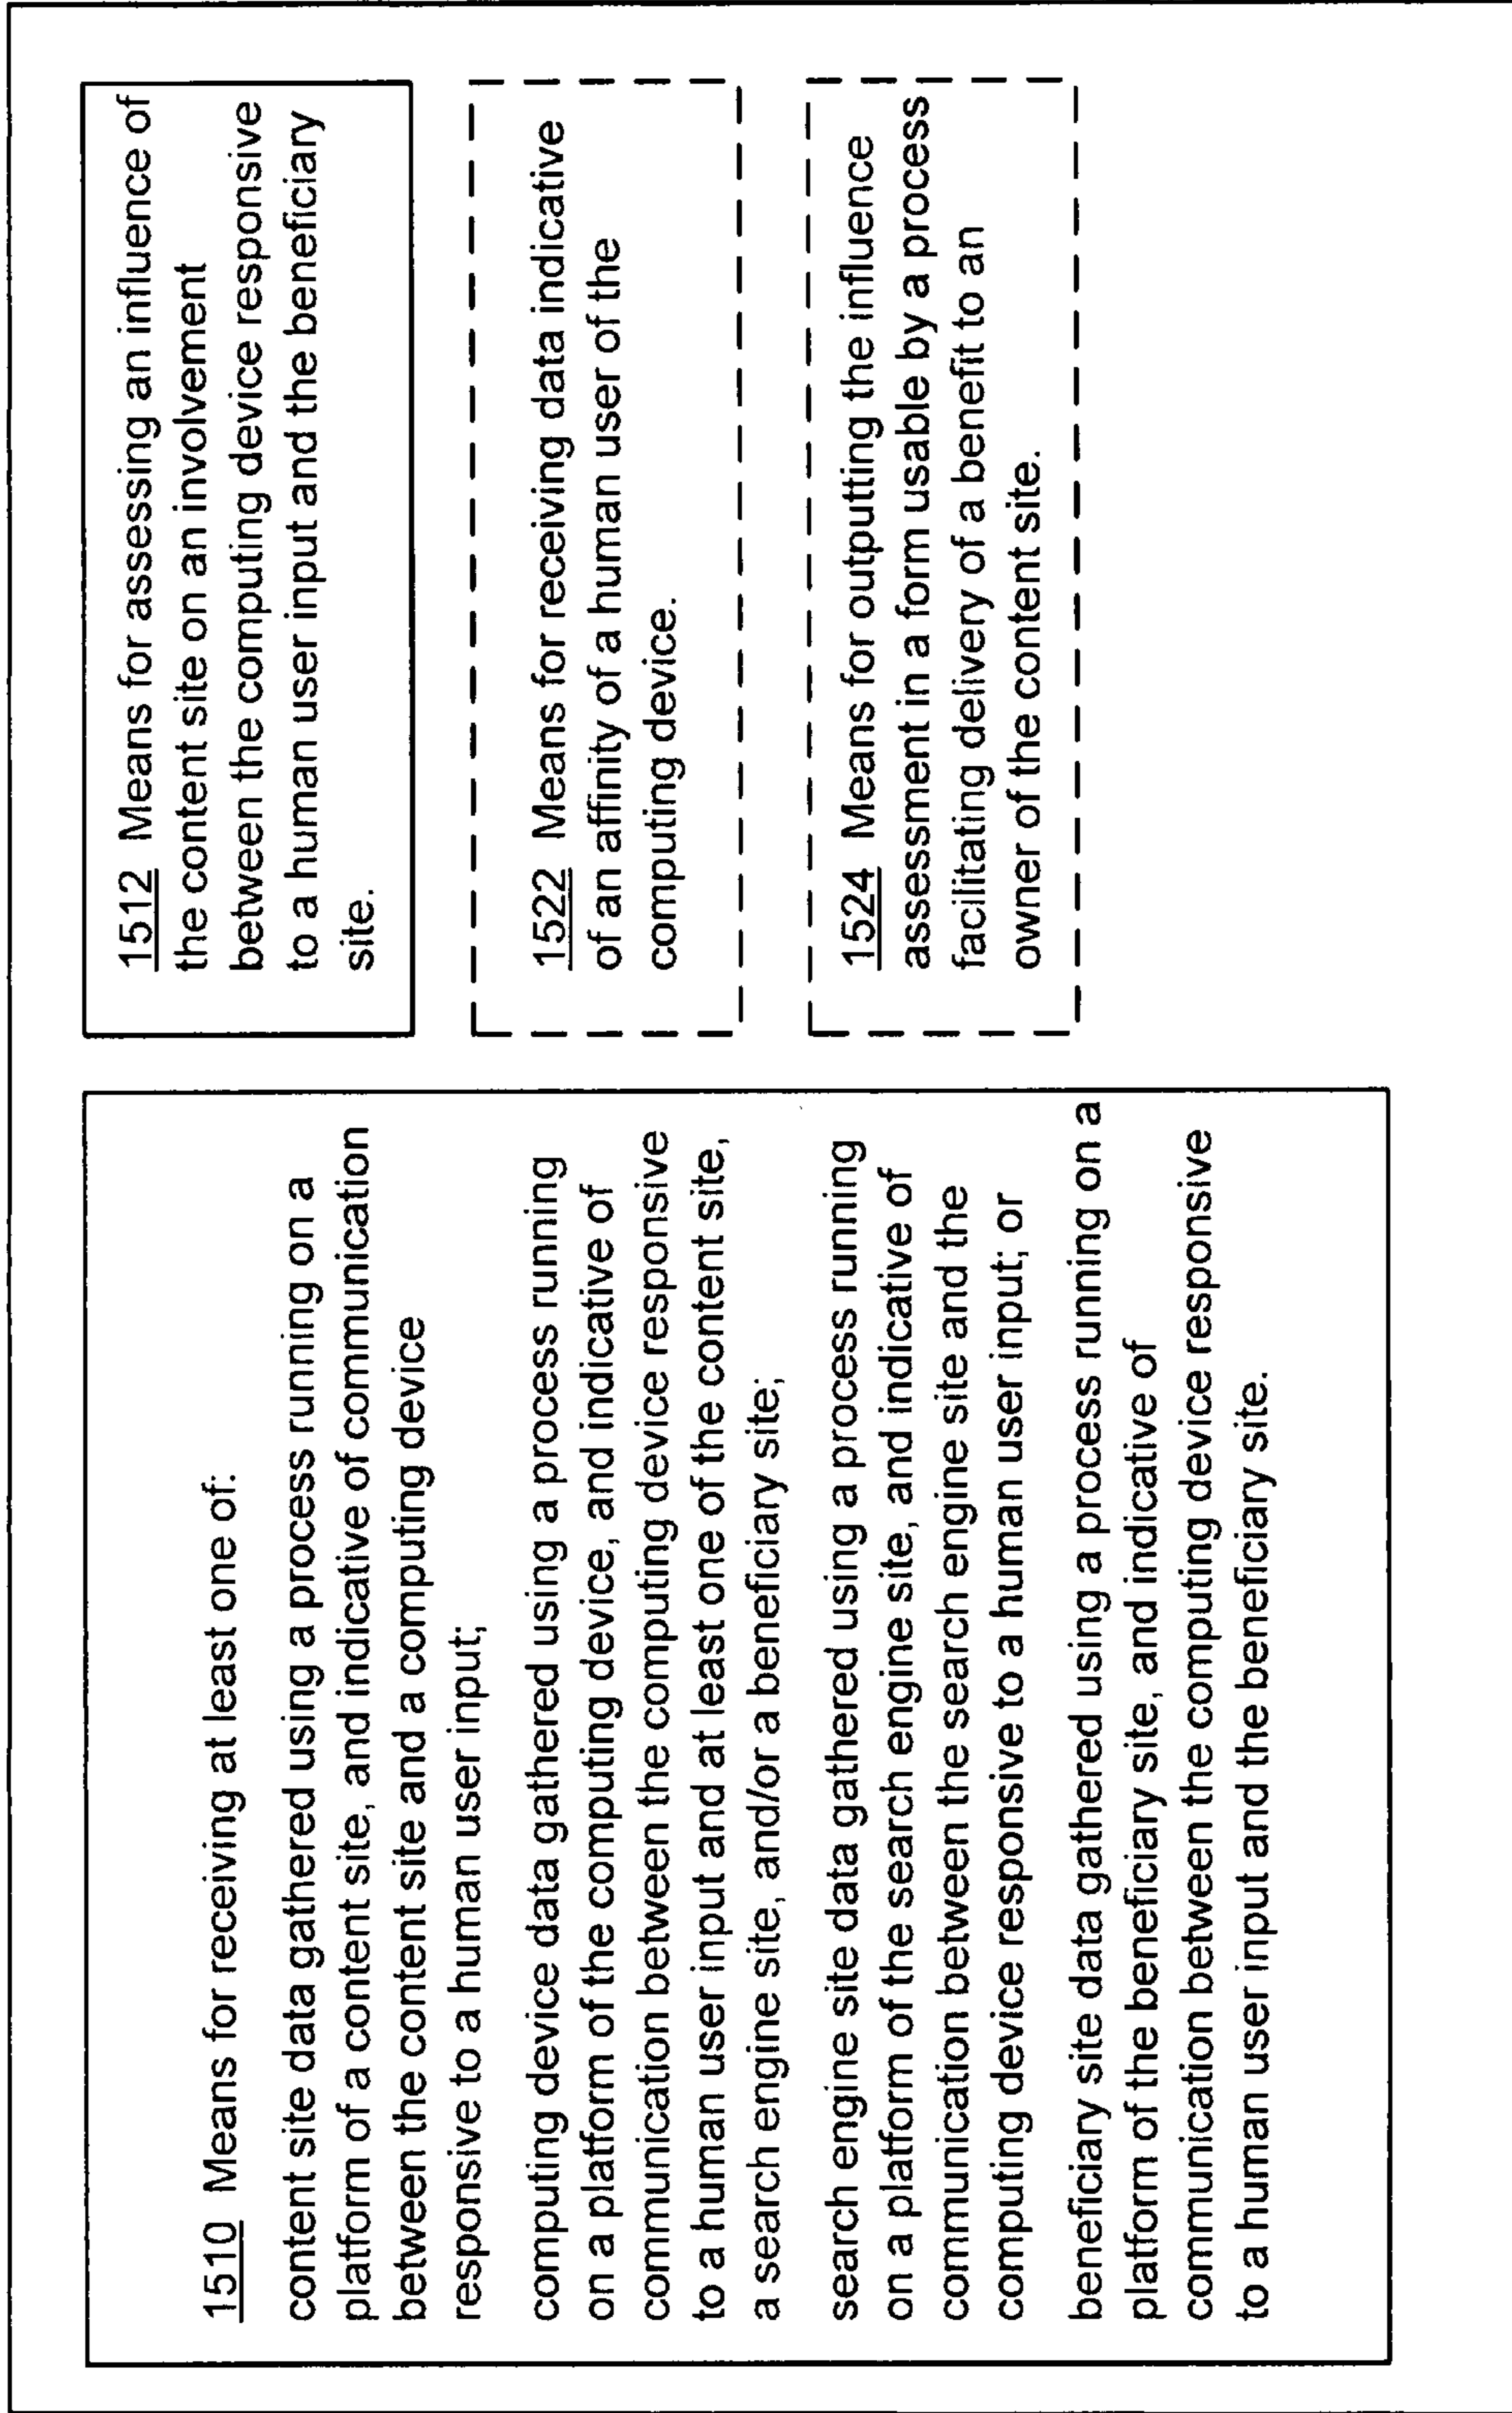 1510 Means for receiving at least one of:
content site data gathered using a process running on a
platform of a content site, and indicative of communication
between the content site and a computing device
responsive to a human user input;
computing device data gathered using a process running
on a platform of the computing device, and indicative of
communication between the computing device responsive
to a human user input and at least one of the content site,
a search engine site, and/or a beneficiary site;
search engine site data gathered using a process running
on a platform of the search engine site, and indicative of
communication between the search engine site and the
computing device responsive to a human user input; or
beneficiary site data gathered using a process running on a
platform of the beneficiary site, and indicative of
communication between the computing device responsive
to a human user input and the beneficiary site.
1512 Means for assessing an influence of
the content site on an involvement
between the computing device responsive
to a human user input and the beneficiary
site.
1522 Means for receiving data indicative
of an affinity of a human user of the
computing device.
1524 Means for outputting the influence
assessment in a form usable by a process
facilitating delivery of a benefit to an
owner of the content site.